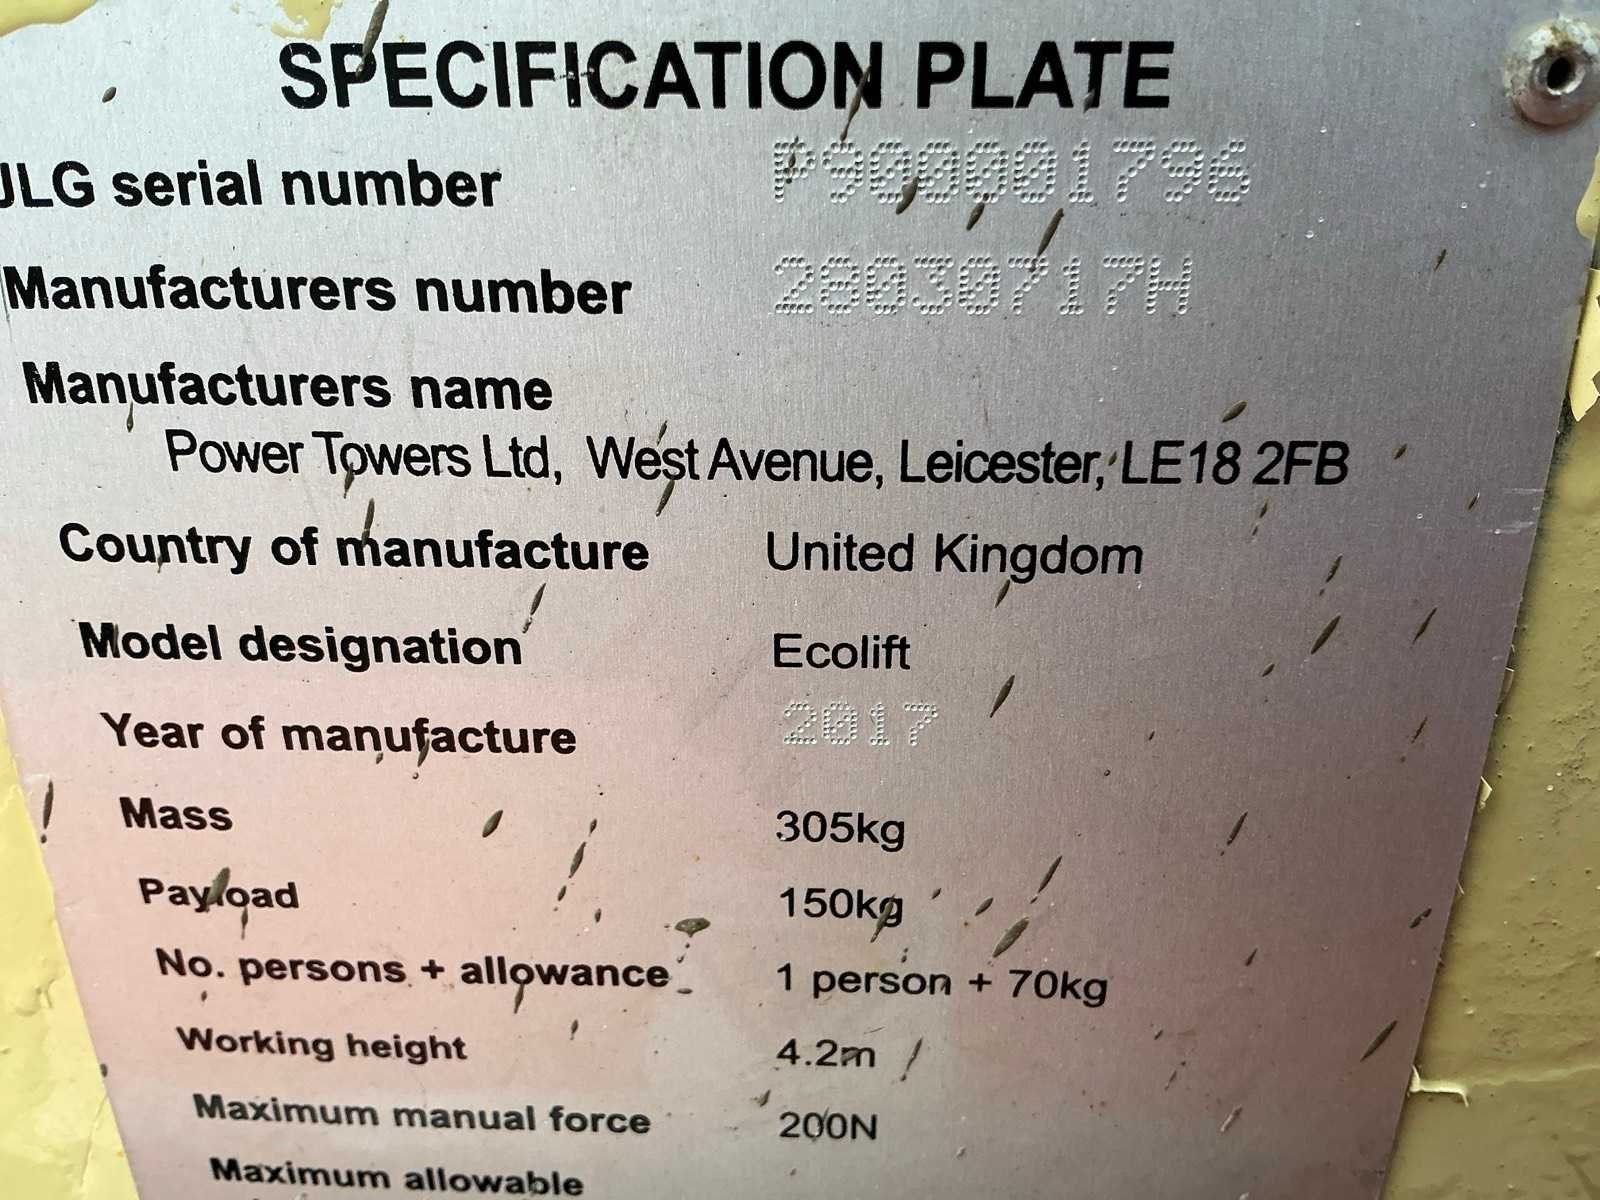 SPECIFICATION PLATE
JLG serial number P900001796
Manufacturers number 28030717H
Manufacturers name
Power Towers Ltd, West Avenue, Leicester, LE18 2FB
Country of manufacture United Kingdom
Model designation Ecolift
Year of manufacture 2017
Mass 305kg
Payload 150kg
No. persons + allowance 1 person + 70kg
Working height 4.2m
Maximum manual force 200N
Maximum allowable